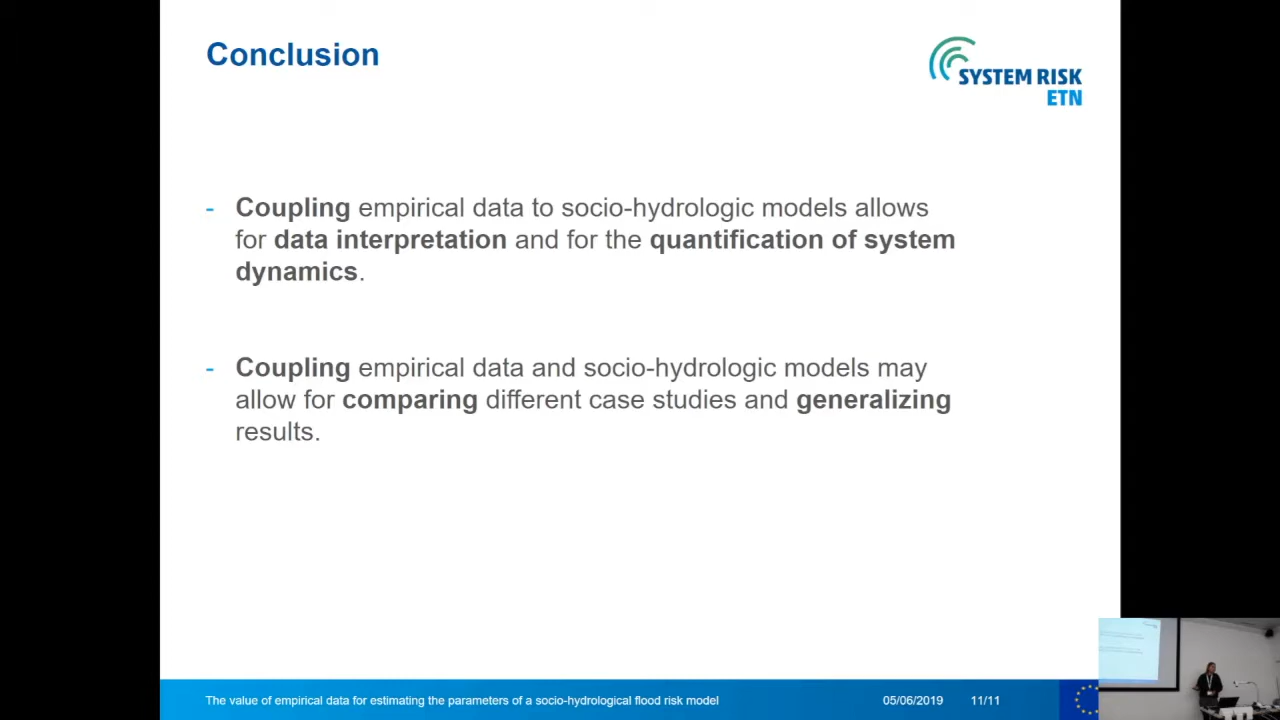 Conclusion
SYSTEM RISK
ETN
- Coupling empirical data to socio-hydrologic models allows
for data interpretation and for the quantification of system
dynamics.
- Coupling empirical data and socio-hydrologic models may
allow for comparing different case studies and generalizing
results.
The value of empirical data for estimating the parameters of a socio-hydrological flood risk model 05/06/2019 11/11